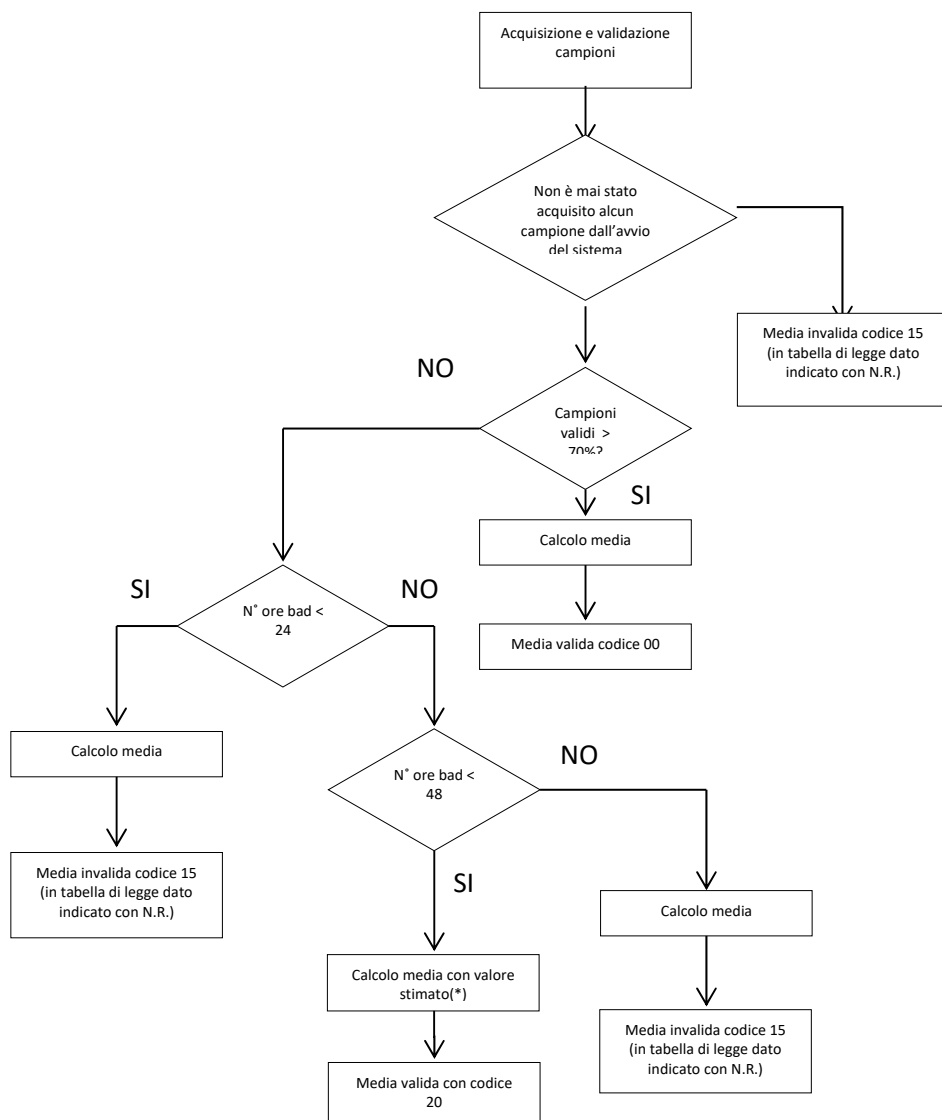 Acquisizione e validazione
campioni
Non è mai stato
acquisito alcun
campione dall'avvio
del sistema
Media invalida codice 15
(in tabella di legge dato
indicato con N.R.)
NO
Campioni
validi >
70%?
SI
Calcolo media
Media valida codice 00
SI
N° ore bad <
24
NO
Calcolo media
Media invalida codice 15
(in tabella di legge dato
indicato con N.R.)
N° ore bad <
48
NO
SI
Calcolo media
Calcolo media con valore
stimato(*)
Media invalida codice 15
(in tabella di legge dato
indicato con N.R.)
Media valida con codice
20